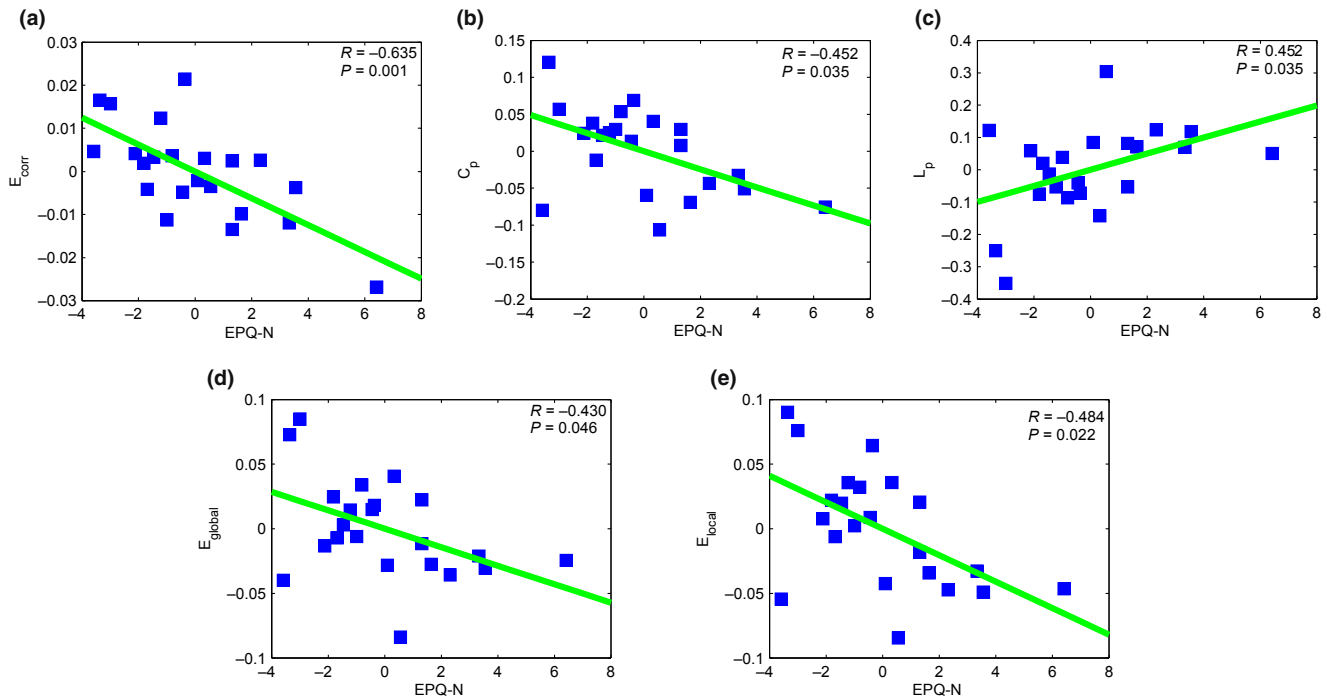 (a)
R = –0.635
P = 0.001
0.03
0.02
0.01
0
–0.01
–0.02
–0.03
E_corr
–4 –2 0 2 4 6 8
EPQ-N
(b)
R = –0.452
P = 0.035
0.15
0.1
0.05
0
–0.05
–0.1
–0.15
–0.2
C_p
–4 –2 0 2 4 6 8
EPQ-N
(c)
R = 0.452
P = 0.035
0.4
0.3
0.2
0.1
0
–0.1
–0.2
–0.3
–0.4
L_p
–4 –2 0 2 4 6 8
EPQ-N
(d)
R = –0.430
P = 0.046
0.1
0.05
0
–0.05
–0.1
E_global
–4 –2 0 2 4 6 8
EPQ-N
(e)
R = –0.484
P = 0.022
0.1
0.05
0
–0.05
–0.1
E_local
–4 –2 0 2 4 6 8
EPQ-N